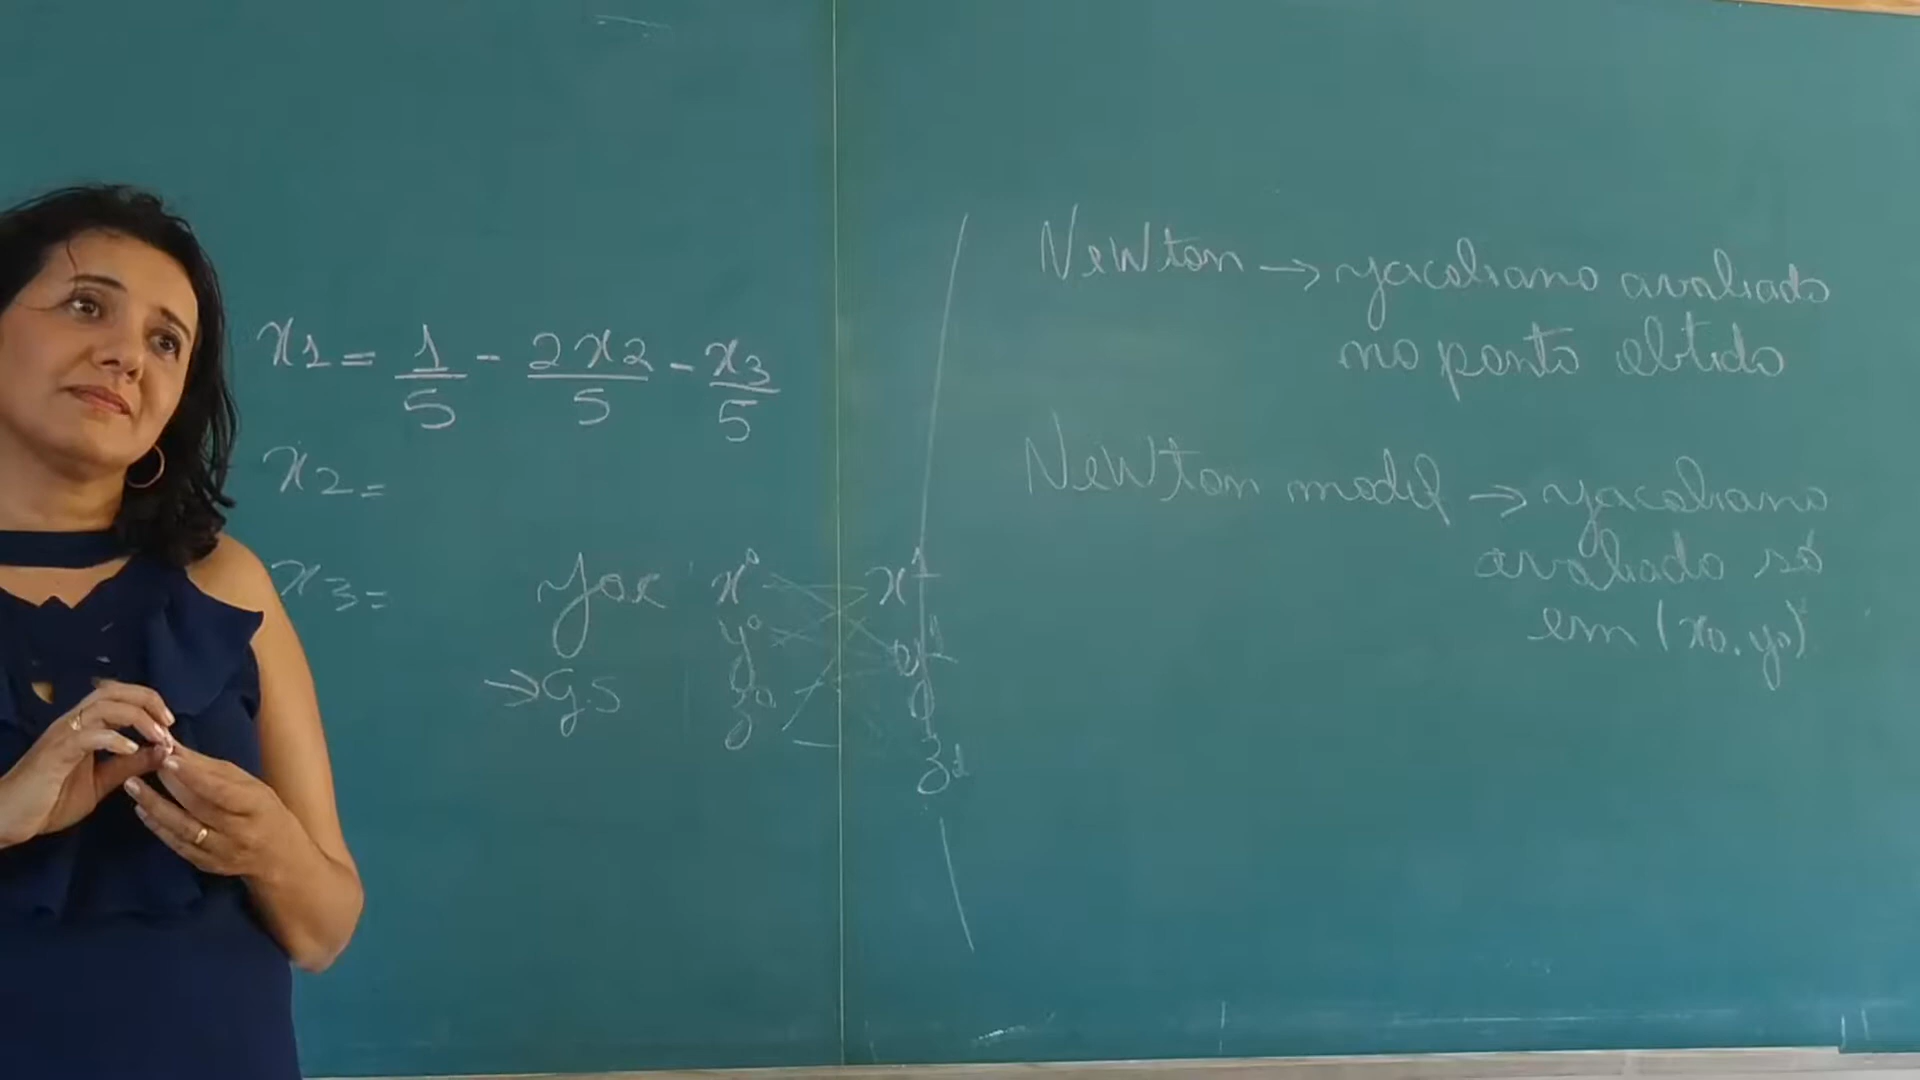 x1 = 1/5 - 2x2/5 - x3/5
x2 =
x3 =
Jac x⁰ x¹
y⁰ y¹
→ G.S z⁰ z¹
Newton → jacobiano avaliado
no ponto obtido
Newton modif → jacobiano
avaliado só
em (x0, y0)